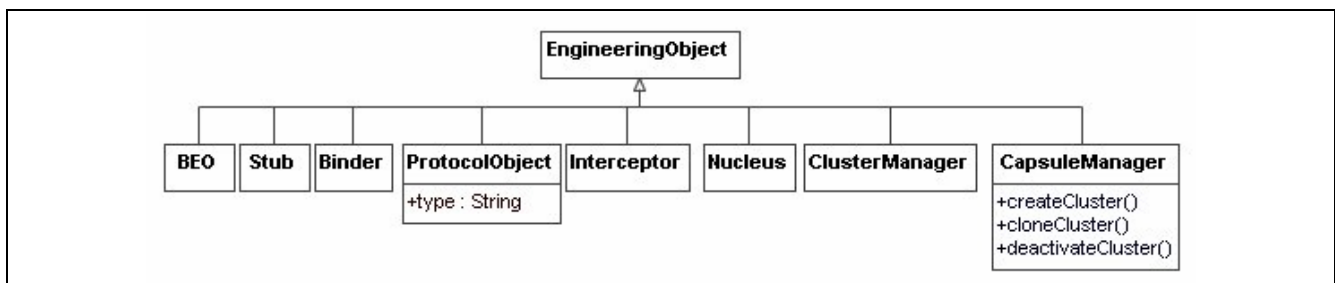 EngineeringObject
BEO
Stub
Binder
ProtocolObject
+type : String
Interceptor
Nucleus
ClusterManager
CapsuleManager
+createCluster()
+cloneCluster()
+deactivateCluster()